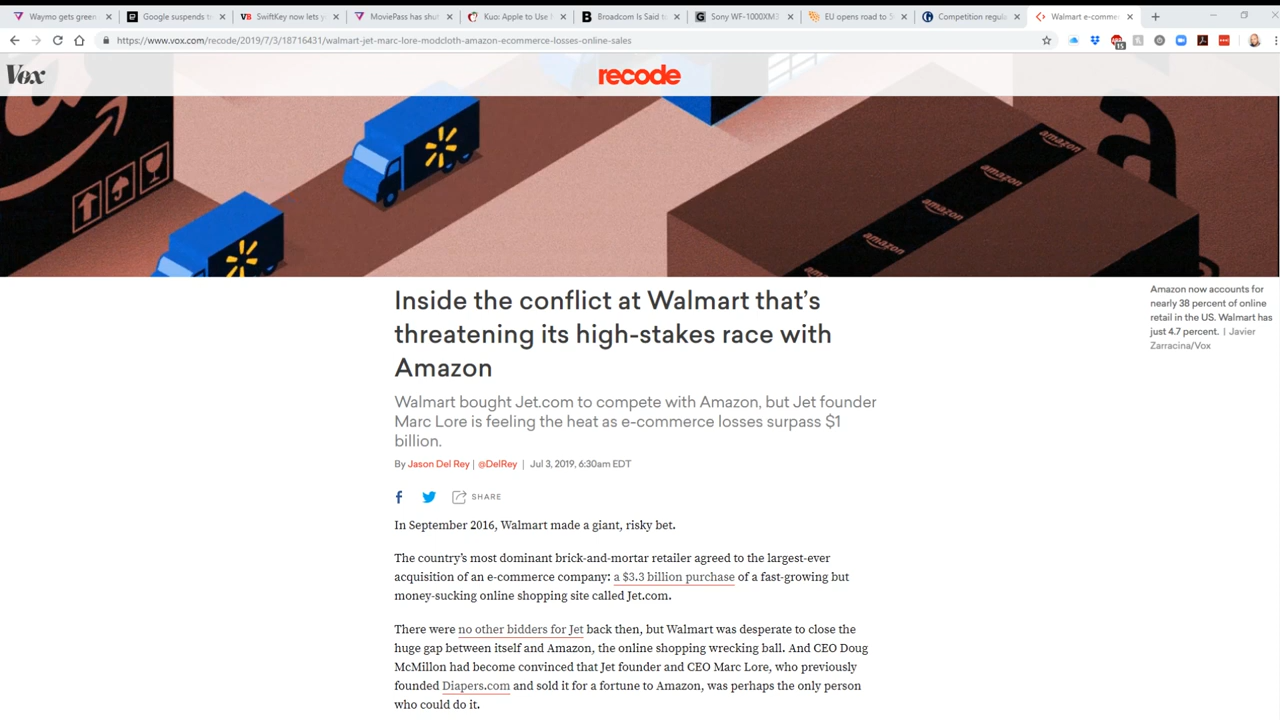 Waymo gets green
Google suspends t
SwiftKey now lets y
MoviePass has shut
Kuo: Apple to Use
Broadcom Is Said to
Sony WF-1000XM3
EU opens road to 5
Competition regula
Walmart e-comme
https://www.vox.com/recode/2019/7/3/18716431/walmart-jet-marc-lore-modcloth-amazon-ecommerce-losses-online-sales
15
Vox
recode
amazon
amazon
amazon
amazon
amazon
Inside the conflict at Walmart that's
threatening its high-stakes race with
Amazon
Walmart bought Jet.com to compete with Amazon, but Jet founder
Marc Lore is feeling the heat as e-commerce losses surpass $1
billion.
By Jason Del Rey | @DelRey | Jul 3, 2019, 6:30am EDT
SHARE
In September 2016, Walmart made a giant, risky bet.
The country's most dominant brick-and-mortar retailer agreed to the largest-ever
acquisition of an e-commerce company: a $3.3 billion purchase of a fast-growing but
money-sucking online shopping site called Jet.com.
There were no other bidders for Jet back then, but Walmart was desperate to close the
huge gap between itself and Amazon, the online shopping wrecking ball. And CEO Doug
McMillon had become convinced that Jet founder and CEO Marc Lore, who previously
founded Diapers.com and sold it for a fortune to Amazon, was perhaps the only person
who could do it.
Amazon now accounts for
nearly 38 percent of online
retail in the US. Walmart has
just 4.7 percent. | Javier
Zarracina/Vox